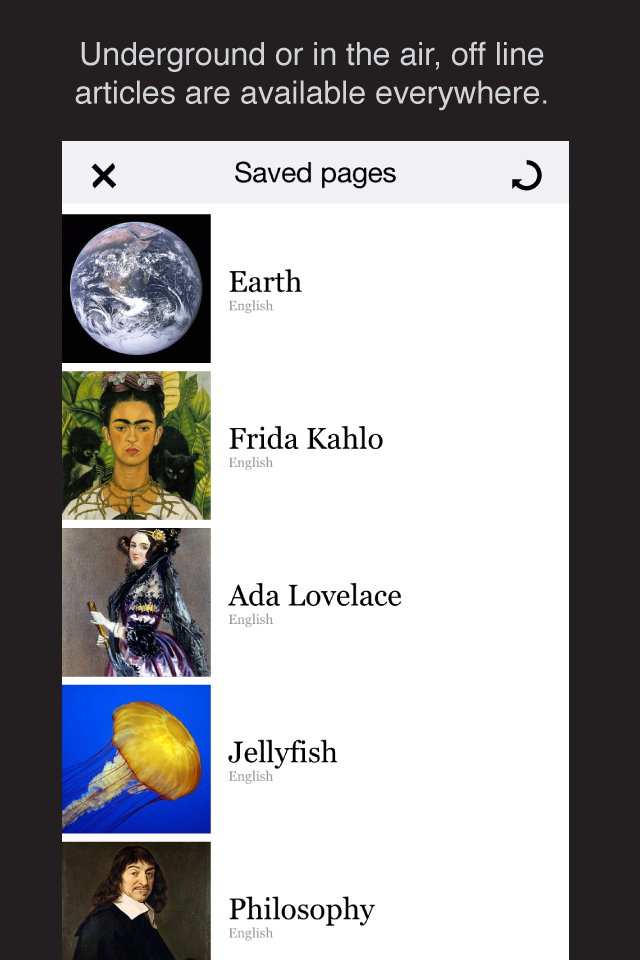 Underground or in the air, off line
articles are available everywhere.
Saved pages
Earth
English
Frida Kahlo
English
Ada Lovelace
English
Jellyfish
English
Philosophy
English